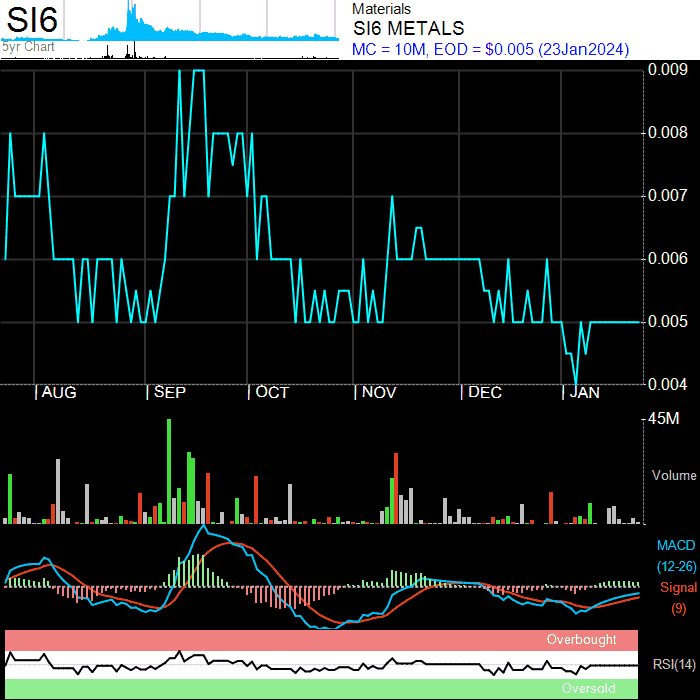 SI6
5yr Chart
Materials
SI6 METALS
MC = 10M, EOD = $0.005 (23Jan2024)
0.009
0.008
0.007
0.006
0.005
0.004
AUG SEP OCT NOV DEC JAN
45M
Volume
MACD
(12-26)
Signal
(9)
Overbought
RSI(14)
Oversold